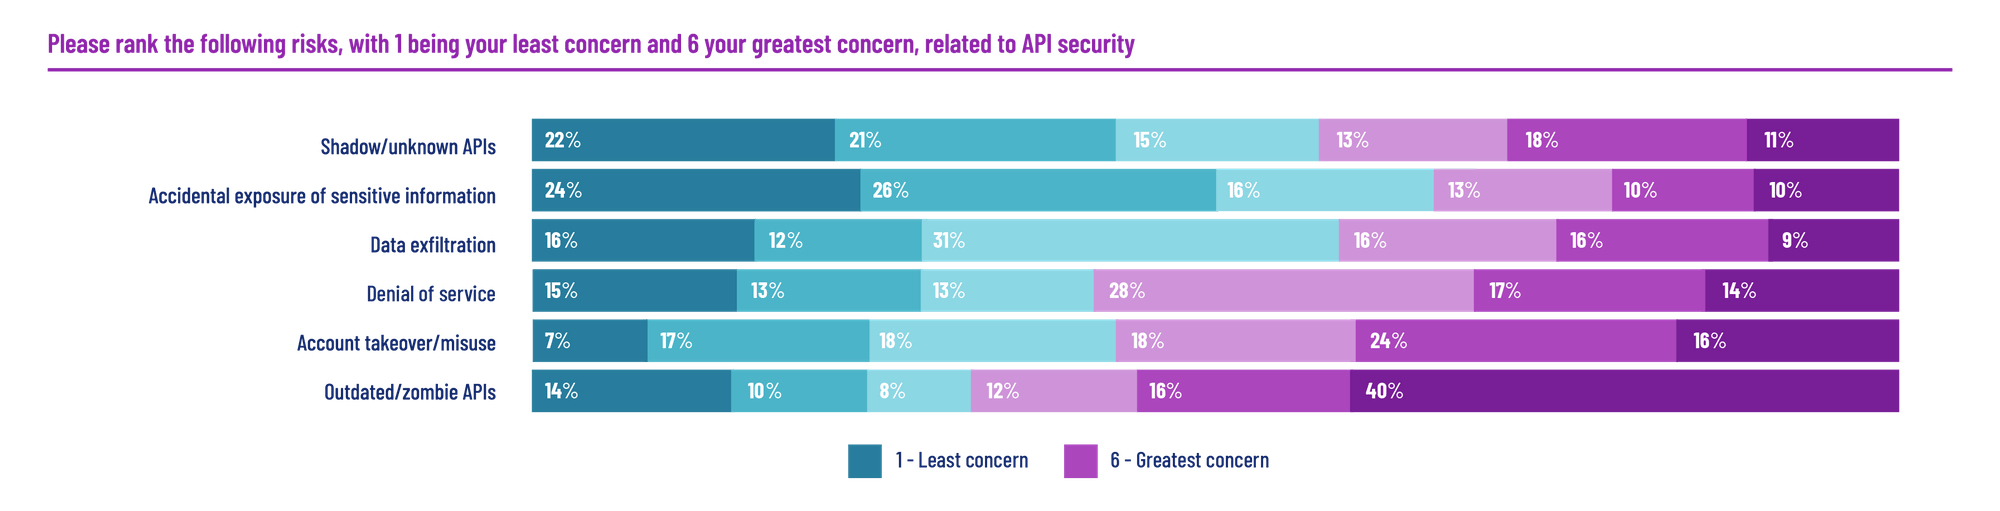 Please rank the following risks, with 1 being your least concern and 6 your greatest concern, related to API security
Shadow/unknown APIs 22% 21% 15% 13% 18% 11%
Accidental exposure of sensitive information 24% 26% 16% 13% 10% 10%
Data exfiltration 16% 12% 31% 16% 16% 9%
Denial of service 15% 13% 13% 28% 17% 14%
Account takeover/misuse 7% 17% 18% 18% 24% 16%
Outdated/zombie APIs 14% 10% 8% 12% 16% 40%
1 - Least concern 6 - Greatest concern